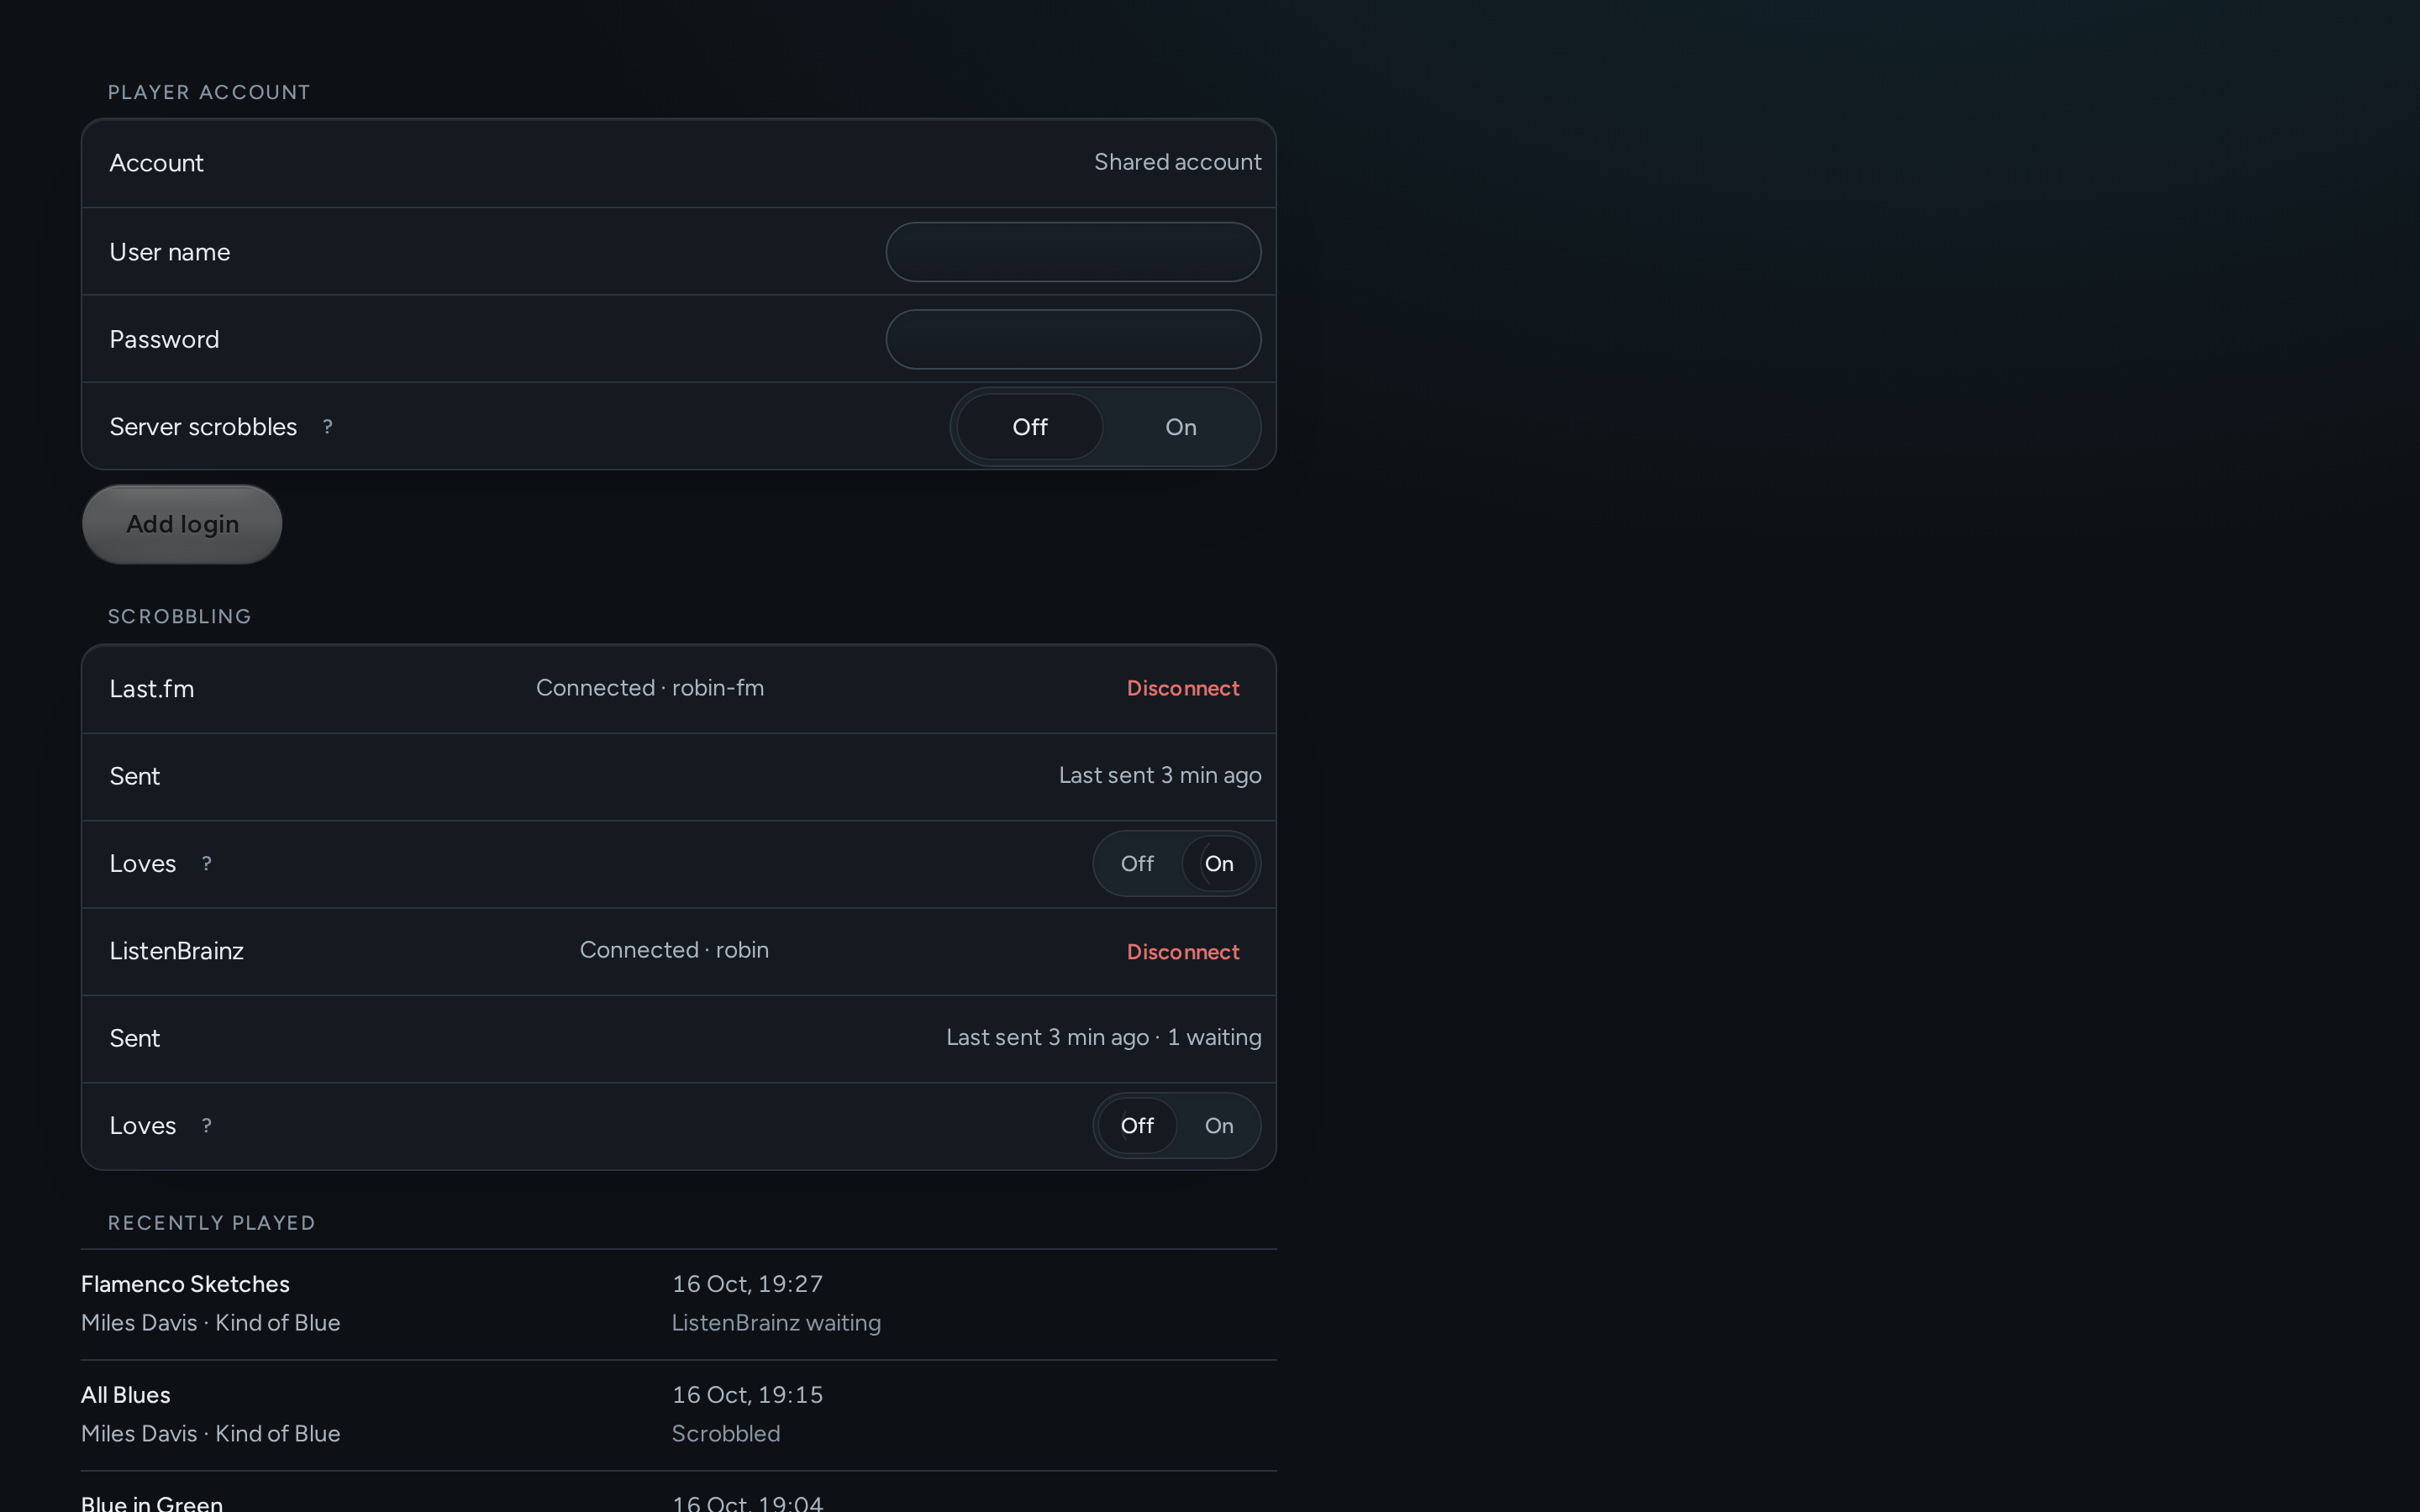 PLAYER ACCOUNT
Account Shared account
User name
Password
Server scrobbles ? Off On
Add login
SCROBBLING
Last.fm Connected · robin-fm Disconnect
Sent Last sent 3 min ago
Loves ? Off On
ListenBrainz Connected · robin Disconnect
Sent Last sent 3 min ago · 1 waiting
Loves ? Off On
RECENTLY PLAYED
Flamenco Sketches 16 Oct, 19:27
Miles Davis · Kind of Blue ListenBrainz waiting
All Blues 16 Oct, 19:15
Miles Davis · Kind of Blue Scrobbled
Blue in Green 16 Oct, 19:04